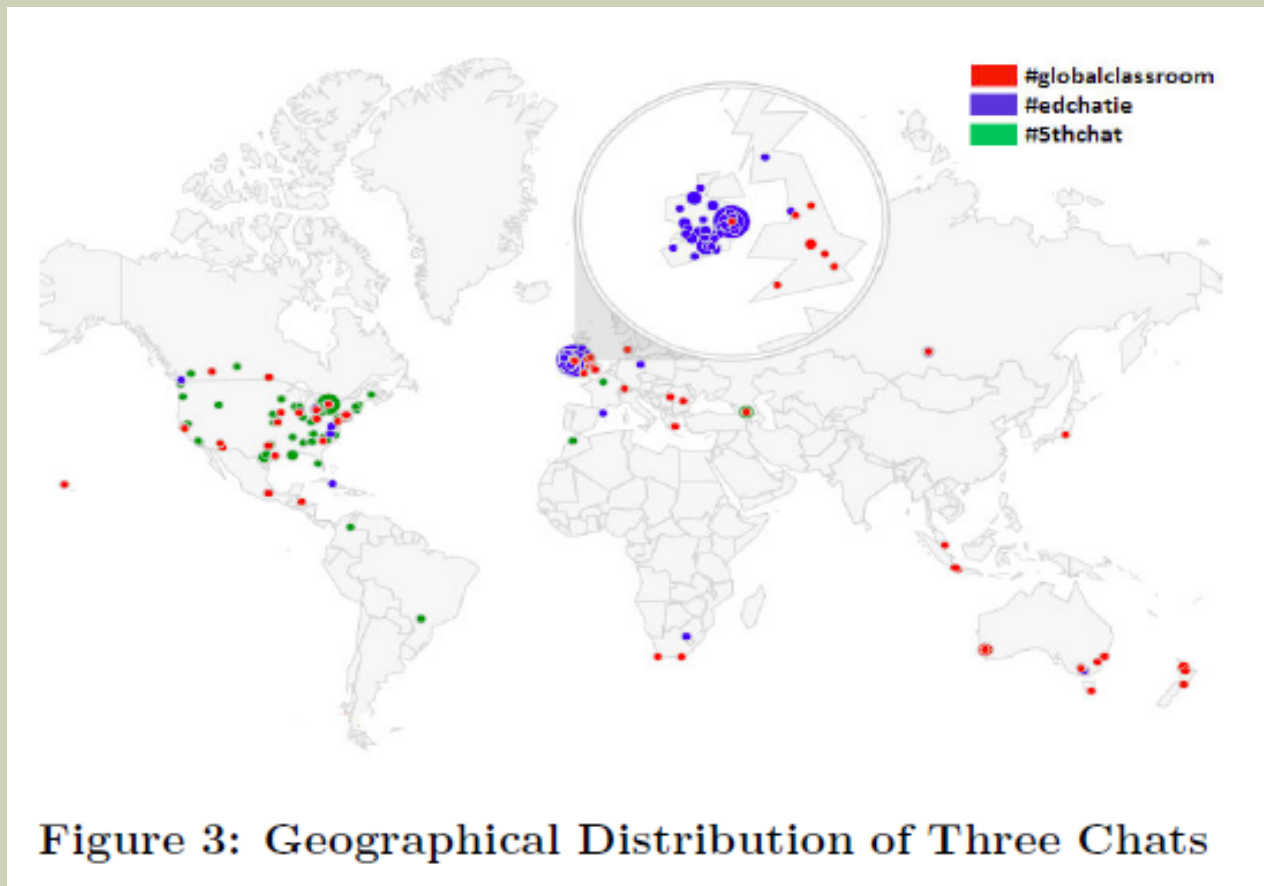 #globalclassroom
#edchatie
#5thchat
Figure 3: Geographical Distribution of Three Chats